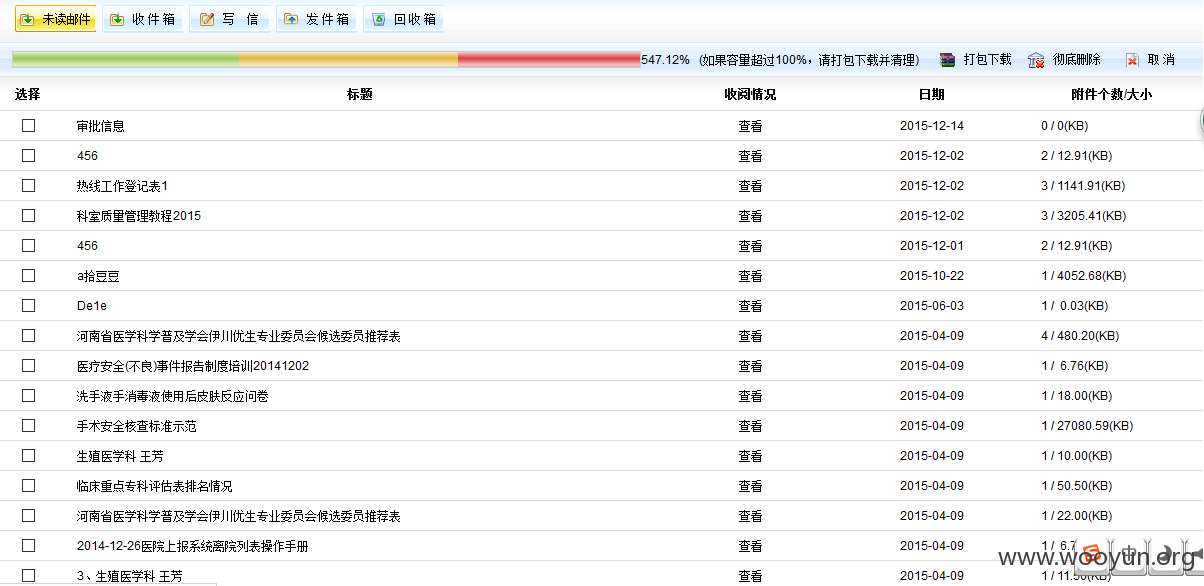 未读邮件 收件箱 写 信 发件箱 回收箱
547.12% (如果容量超过100%，请打包下载并清理) 打包下载 彻底删除 取消
选择 标题 收阅情况 日期 附件个数/大小
审批信息 查看 2015-12-14 0 / 0(KB)
456 查看 2015-12-02 2 / 12.91(KB)
热线工作登记表1 查看 2015-12-02 3 / 1141.91(KB)
科室质量管理教程2015 查看 2015-12-02 3 / 3205.41(KB)
456 查看 2015-12-01 2 / 12.91(KB)
a拾豆豆 查看 2015-10-22 1 / 4052.68(KB)
De1e 查看 2015-06-03 1 / 0.03(KB)
河南省医学科学普及学会伊川优生专业委员会候选委员推荐表 查看 2015-04-09 4 / 480.20(KB)
医疗安全(不良)事件报告制度培训20141202 查看 2015-04-09 1 / 6.76(KB)
洗手液手消毒液使用后皮肤反应问卷 查看 2015-04-09 1 / 18.00(KB)
手术安全核查标准示范 查看 2015-04-09 1 / 27080.59(KB)
生殖医学科 王芳 查看 2015-04-09 1 / 10.00(KB)
临床重点专科评估表排名情况 查看 2015-04-09 1 / 50.50(KB)
河南省医学科学普及学会伊川优生专业委员会候选委员推荐表 查看 2015-04-09 1 / 22.00(KB)
2014-12-26医院上报系统离院列表操作手册 查看 2015-04-09 1 / 6.7
www.wooyun.org
中
3、生殖医学科 王芳 查看 2015-04-09 1 / 11.50(KB)